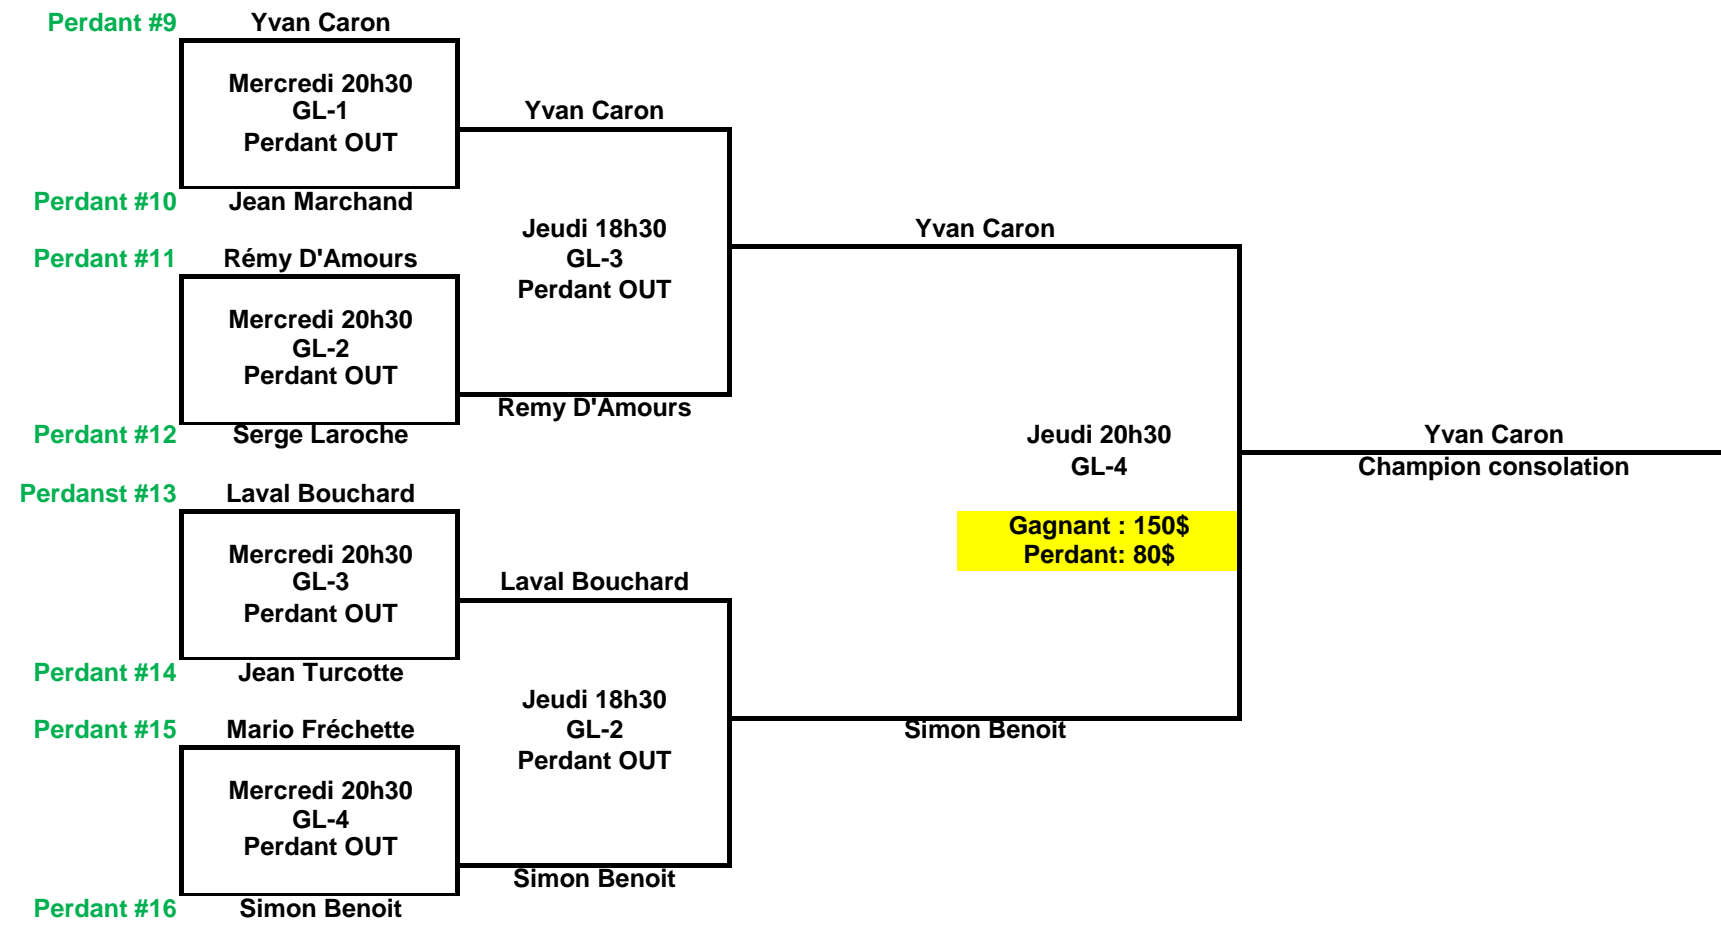 Perdant #9 Yvan Caron
Mercredi 20h30
GL-1
Perdant OUT
Yvan Caron
Perdant #10 Jean Marchand
Perdant #11 Rémy D'Amours
Mercredi 20h30
GL-2
Perdant OUT
Jeudi 18h30
GL-3
Perdant OUT
Yvan Caron
Remy D'Amours
Perdant #12 Serge Laroche
Jeudi 20h30
GL-4
Gagnant : 150$
Perdant: 80$
Yvan Caron
Champion consolation
Perdanst #13 Laval Bouchard
Mercredi 20h30
GL-3
Perdant OUT
Laval Bouchard
Perdant #14 Jean Turcotte
Perdant #15 Mario Fréchette
Jeudi 18h30
GL-2
Perdant OUT
Simon Benoit
Mercredi 20h30
GL-4
Perdant OUT
Simon Benoit
Perdant #16 Simon Benoit